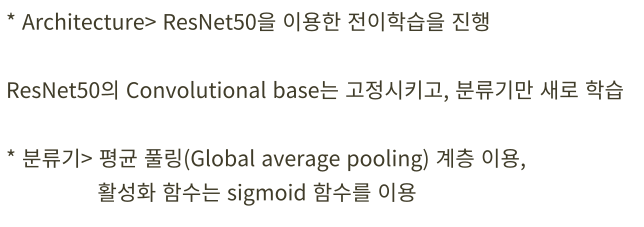 * Architecture> ResNet50을 이용한 전이학습을 진행
ResNet50의 Convolutional base는 고정시키고, 분류기만 새로 학습
* 분류기> 평균 풀링(Global average pooling) 계층 이용,
활성화 함수는 sigmoid 함수를 이용